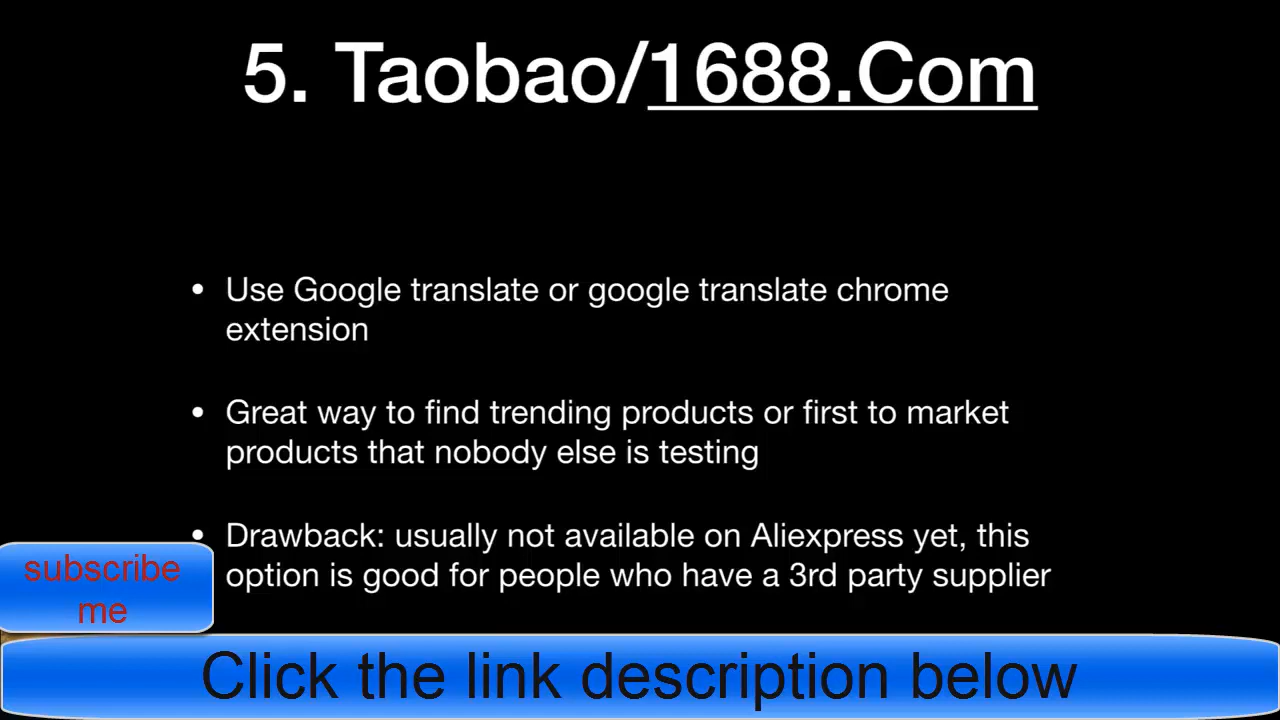 5. Taobao/1688.Com
• Use Google translate or google translate chrome
extension
• Great way to find trending products or first to market
products that nobody else is testing
• Drawback: usually not available on Aliexpress yet, this
option is good for people who have a 3rd party supplier
subscribe
me
Click the link description below